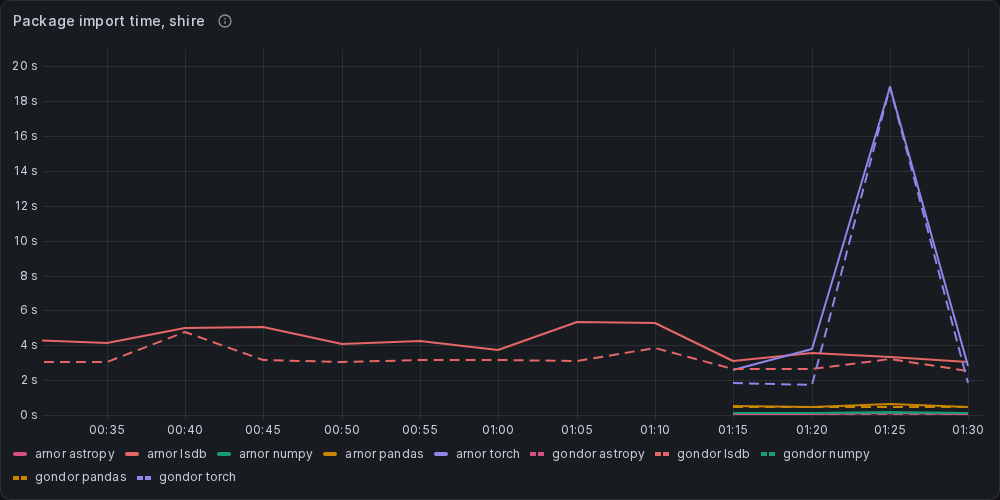 Package import time, shire
20 s
18 s
16 s
14 s
12 s
10 s
8 s
6 s
4 s
2 s
0 s
00:35 00:40 00:45 00:50 00:55 01:00 01:05 01:10 01:15 01:20 01:25 01:30
arnor astropy arnor lsdb arnor numpy arnor pandas arnor torch gondor astropy gondor lsdb gondor numpy
gondor pandas gondor torch